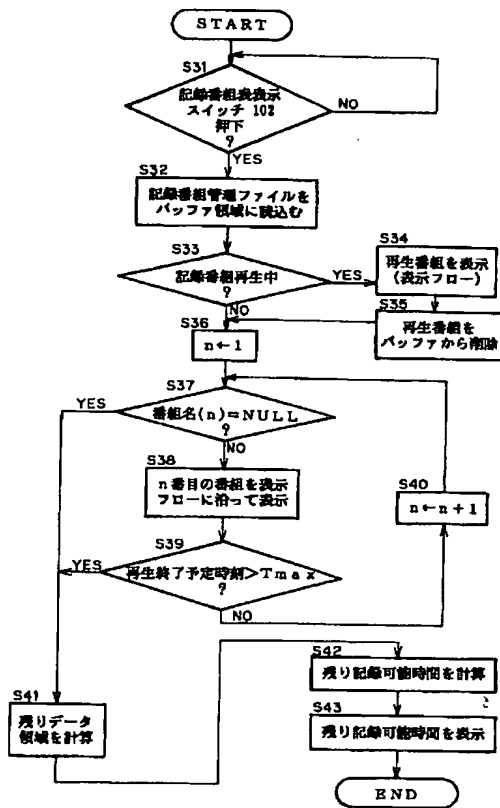 START
S31
記録番組表表示
スイッチ 102
押下
?
NO
YES
S32
記録番組管理ファイルを
バッファ領域に読込む
S33
記録番組再生中
?
YES
NO
S34
再生番組を表示
(表示フロー)
S35
再生番組を
バッファから削除
S36
n←1
S37
番組名(n)=NULL
?
YES
NO
S38
n番目の番組を表示
フローに沿って表示
S39
再生終了予定時刻>Tmax
?
YES
NO
S40
n←n+1
S41
残りデータ
領域を計算
S42
残り記録可能時間を計算
S43
残り記録可能時間を表示
END